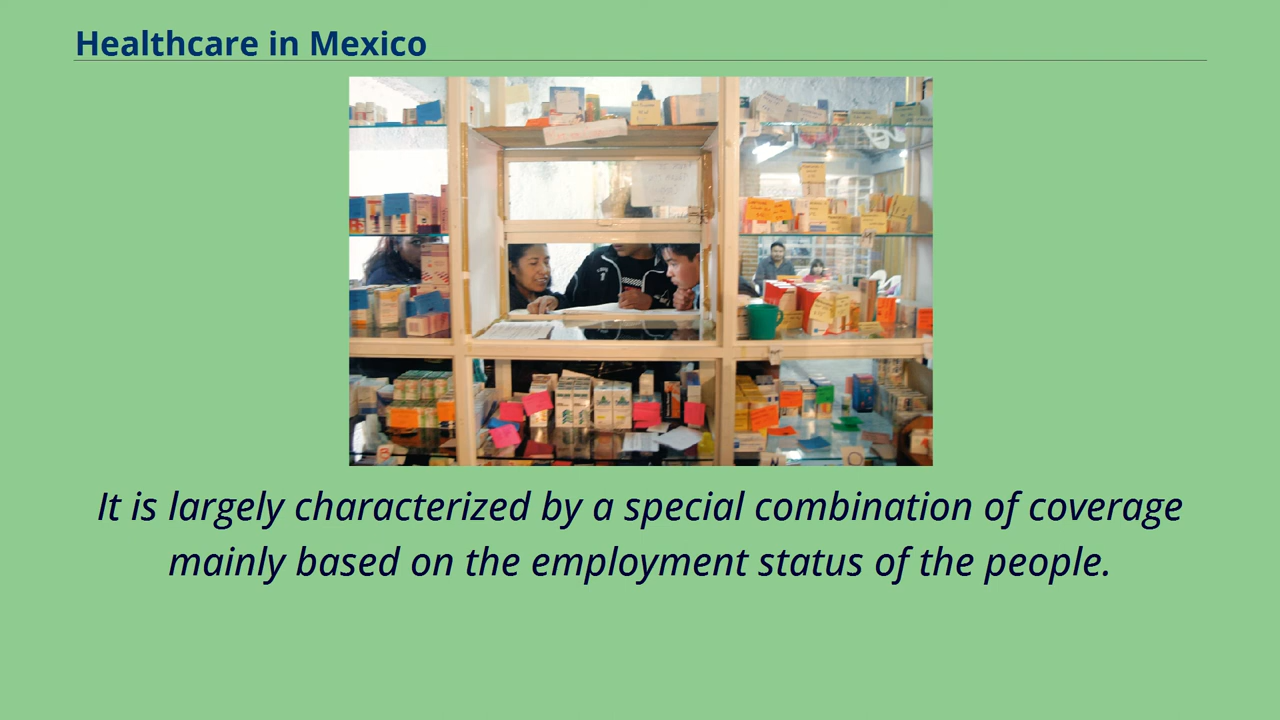 Healthcare in Mexico
It is largely characterized by a special combination of coverage
mainly based on the employment status of the people.